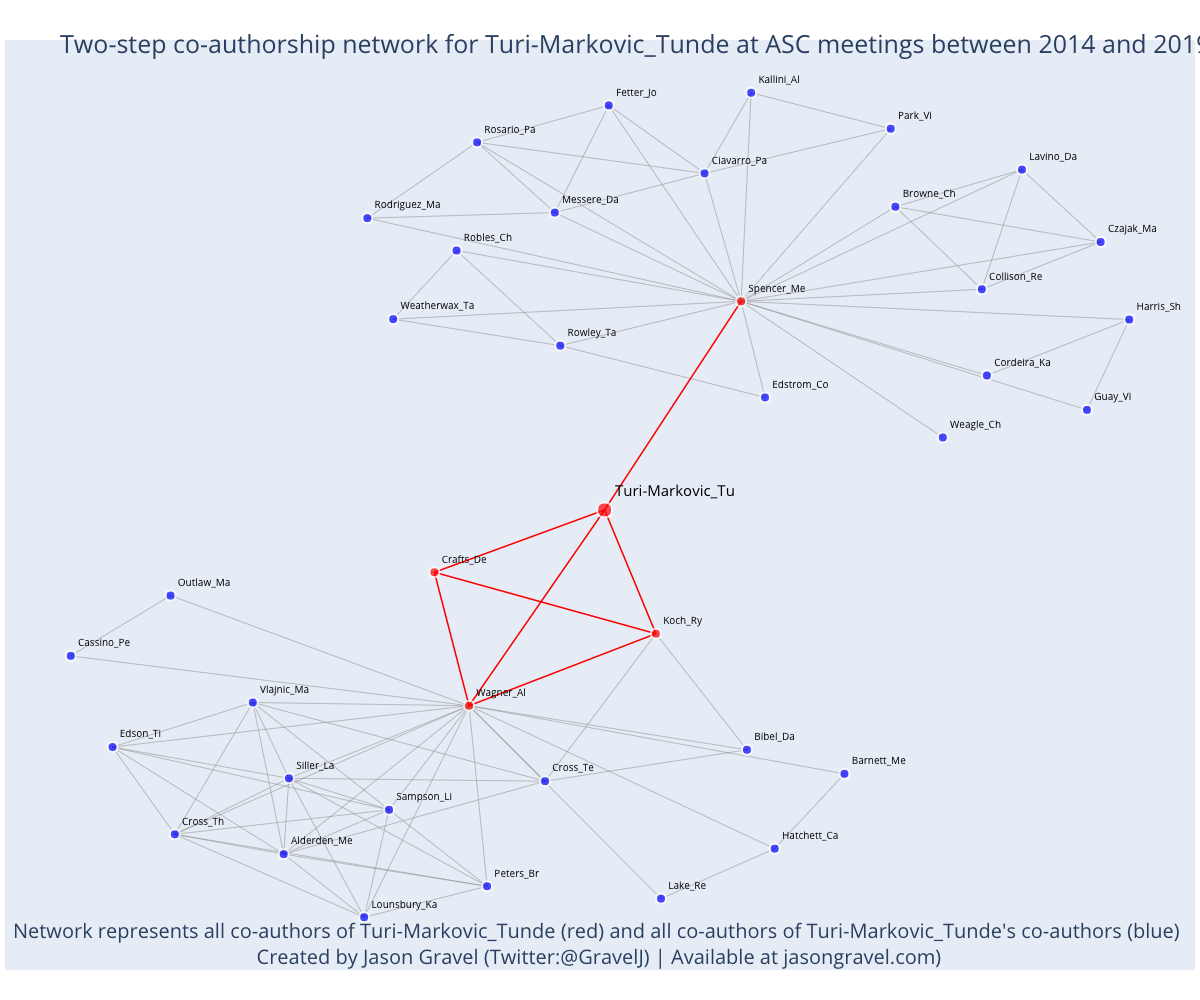 Two-step co-authorship network for Turi-Markovic_Tunde at ASC meetings between 2014 and 2019
Kallini_Al
Fetter_Jo
Park_Vi
Rosario_Pa
Clavarro_Pa
Lavino_Da
Browne_Ch
Messere_Da
Rodriguez_Ma
Czajak_Ma
Robles_Ch
Collison_Re
Spencer_Me
Weatherwax_Ta
Harris_Sh
Rowley_Ta
Cordeira_Ka
Edstrom_Co
Guay_Vi
Weagle_Ch
Turi-Markovic_Tu
Crafts_De
Outlaw_Ma
Koch_Ry
Cassino_Pe
Vlajnic_Ma
Wagner_Al
Edson_Ti
Bibel_Da
Barnett_Me
Siller_La
Cross_Te
Sampson_Li
Cross_Th
Hatchett_Ca
Alderden_Me
Peters_Br
Lake_Re
Lounsbury_Ka
Network represents all co-authors of Turi-Markovic_Tunde (red) and all co-authors of Turi-Markovic_Tunde's co-authors (blue)
Created by Jason Gravel (Twitter:@GravelJ) | Available at jasongravel.com)